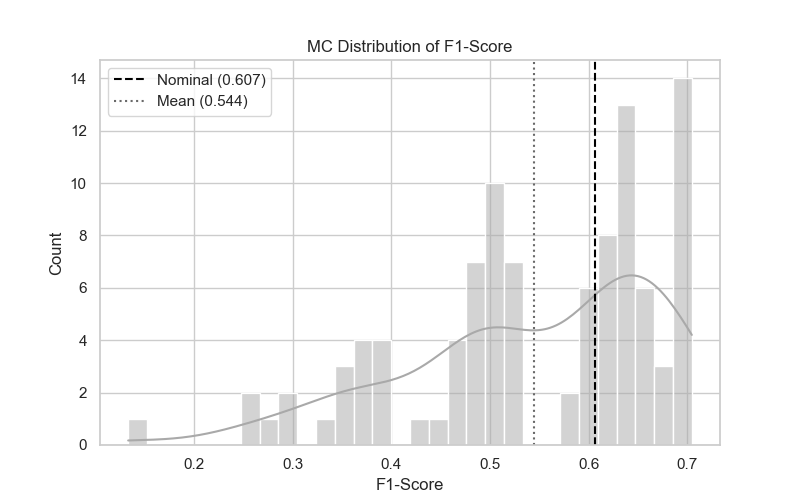 MC Distribution of F1-Score
Nominal (0.607)
Mean (0.544)
14
12
10
8
6
4
2
0
Count
0.2 0.3 0.4 0.5 0.6 0.7
F1-Score